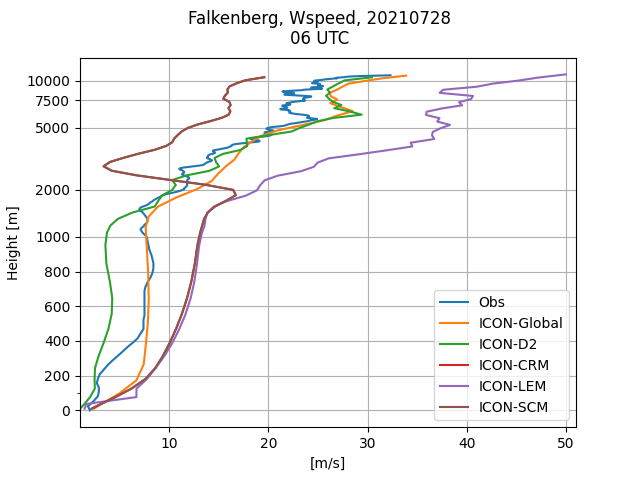 Falkenberg, Wspeed, 20210728
06 UTC
Height [m]
10000
7500
5000
2000
1000
800
600
400
200
0
10
20
30
40
50
[m/s]
Obs
ICON-Global
ICON-D2
ICON-CRM
ICON-LEM
ICON-SCM